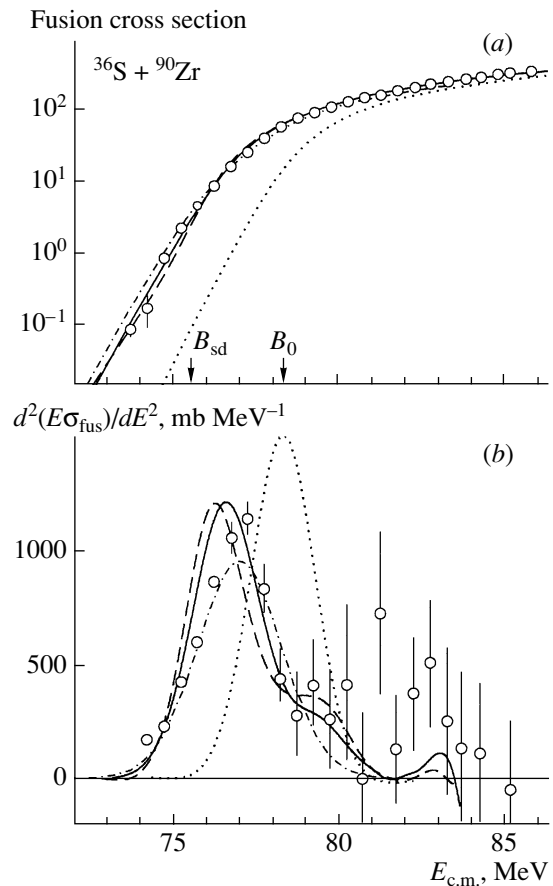 Fusion cross section
(a)
³⁶S + ⁹⁰Zr
10²
10¹
10⁰
10⁻¹
B_sd
B₀
d²(Eσ_fus)/dE², mb MeV⁻¹
(b)
1000
500
0
75
80
85
E_c.m., MeV